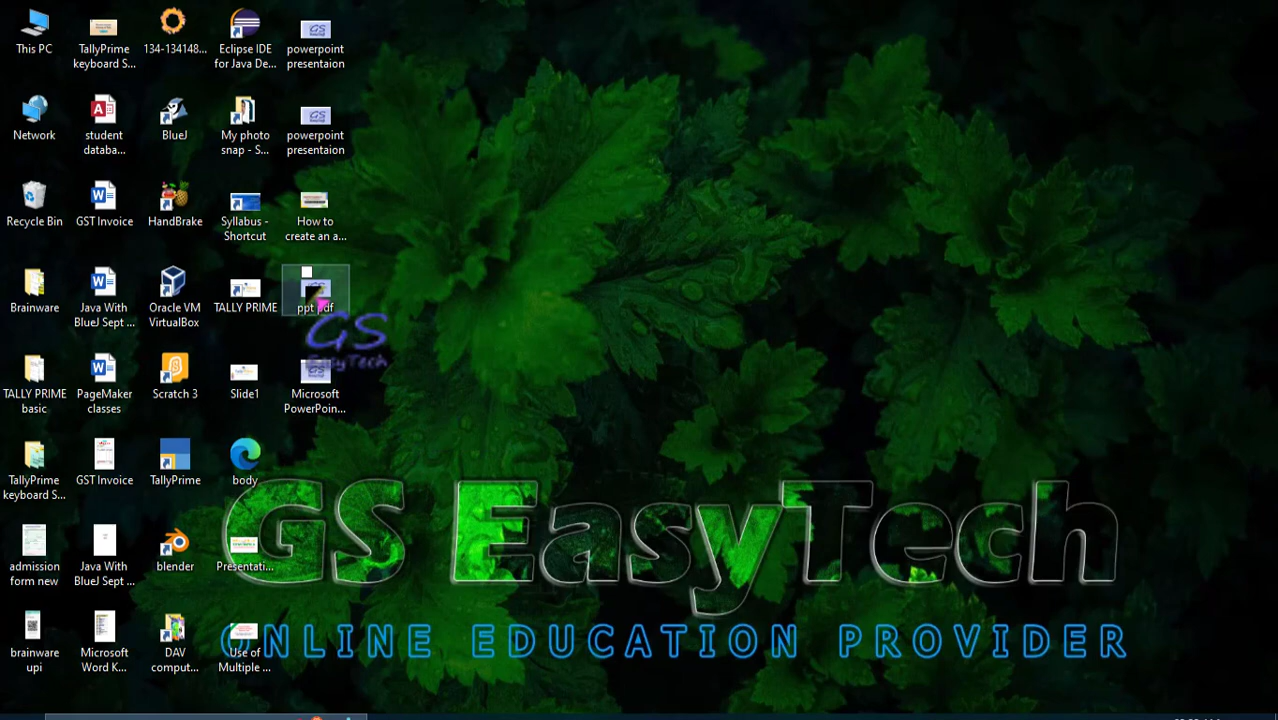 This PC
TallyPrime
keyboard S...
134-134148...
Eclipse IDE
for Java De...
powerpoint
presentaion
Network
student
databa...
BlueJ
My photo
snap - S...
powerpoint
presentaion
Recycle Bin
GST Invoice
HandBrake
Syllabus -
Shortcut
How to
create an a...
Brainware
Java With
BlueJ Sept ...
Oracle VM
VirtualBox
TALLY PRIME
ppt pdf
GS
EasyTech
TALLY PRIME
basic
PageMaker
classes
Scratch 3
Slide1
Microsoft
PowerPoin...
TallyPrime
keyboard S...
GST Invoice
TallyPrime
body
admission
form new
Java With
BlueJ Sept ...
blender
Presentati...
brainware
upi
Microsoft
Word K...
DAV
comput...
Use of
Multiple ...
GS EasyTech
ONLINE EDUCATION PROVIDER